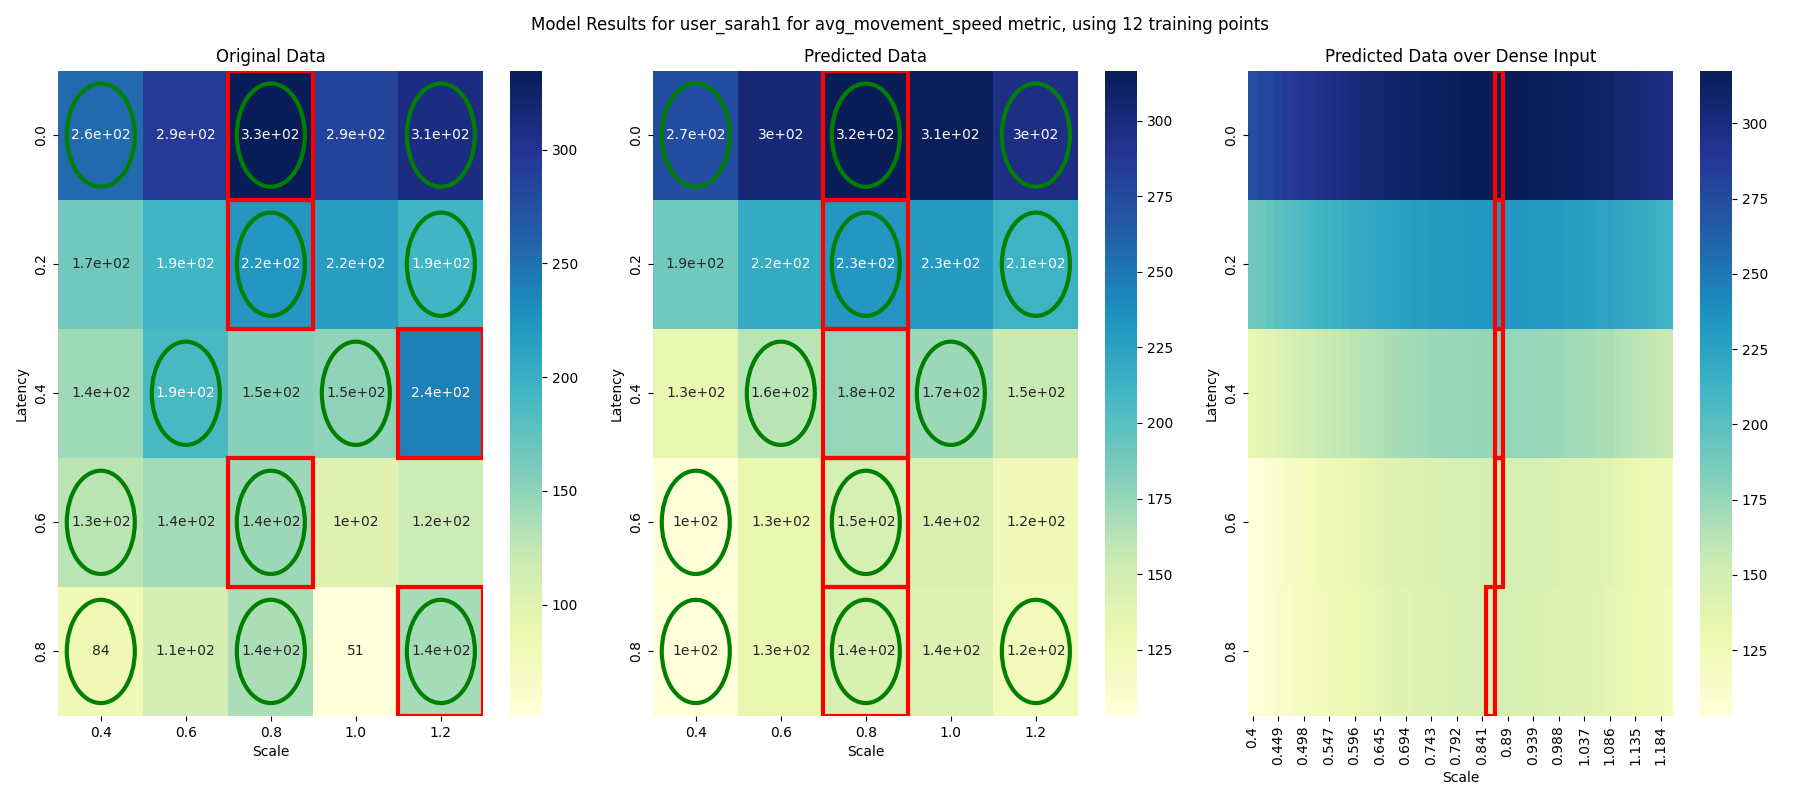 Model Results for user_sarah1 for avg_movement_speed metric, using 12 training points
Original Data
2.6e+02 2.9e+02 3.3e+02 2.9e+02 3.1e+02
1.7e+02 1.9e+02 2.2e+02 2.2e+02 1.9e+02
1.4e+02 1.9e+02 1.5e+02 1.5e+02 2.4e+02
1.3e+02 1.4e+02 1.4e+02 1e+02 1.2e+02
84 1.1e+02 1.4e+02 51 1.4e+02
0.0
0.2
0.4
0.6
0.8
Latency
0.4 0.6 0.8 1.0 1.2
Scale
300
250
200
150
100
Predicted Data
2.7e+02 3e+02 3.2e+02 3.1e+02 3e+02
1.9e+02 2.2e+02 2.3e+02 2.3e+02 2.1e+02
1.3e+02 1.6e+02 1.8e+02 1.7e+02 1.5e+02
1e+02 1.3e+02 1.5e+02 1.4e+02 1.2e+02
1e+02 1.3e+02 1.4e+02 1.4e+02 1.2e+02
0.0
0.2
0.4
0.6
0.8
Latency
0.4 0.6 0.8 1.0 1.2
Scale
300
275
250
225
200
175
150
125
Predicted Data over Dense Input
0.0
0.2
0.4
0.6
0.8
Latency
0.4 0.449 0.498 0.547 0.596 0.645 0.694 0.743 0.792 0.841 0.89 0.939 0.988 1.037 1.086 1.135 1.184
Scale
300
275
250
225
200
175
150
125